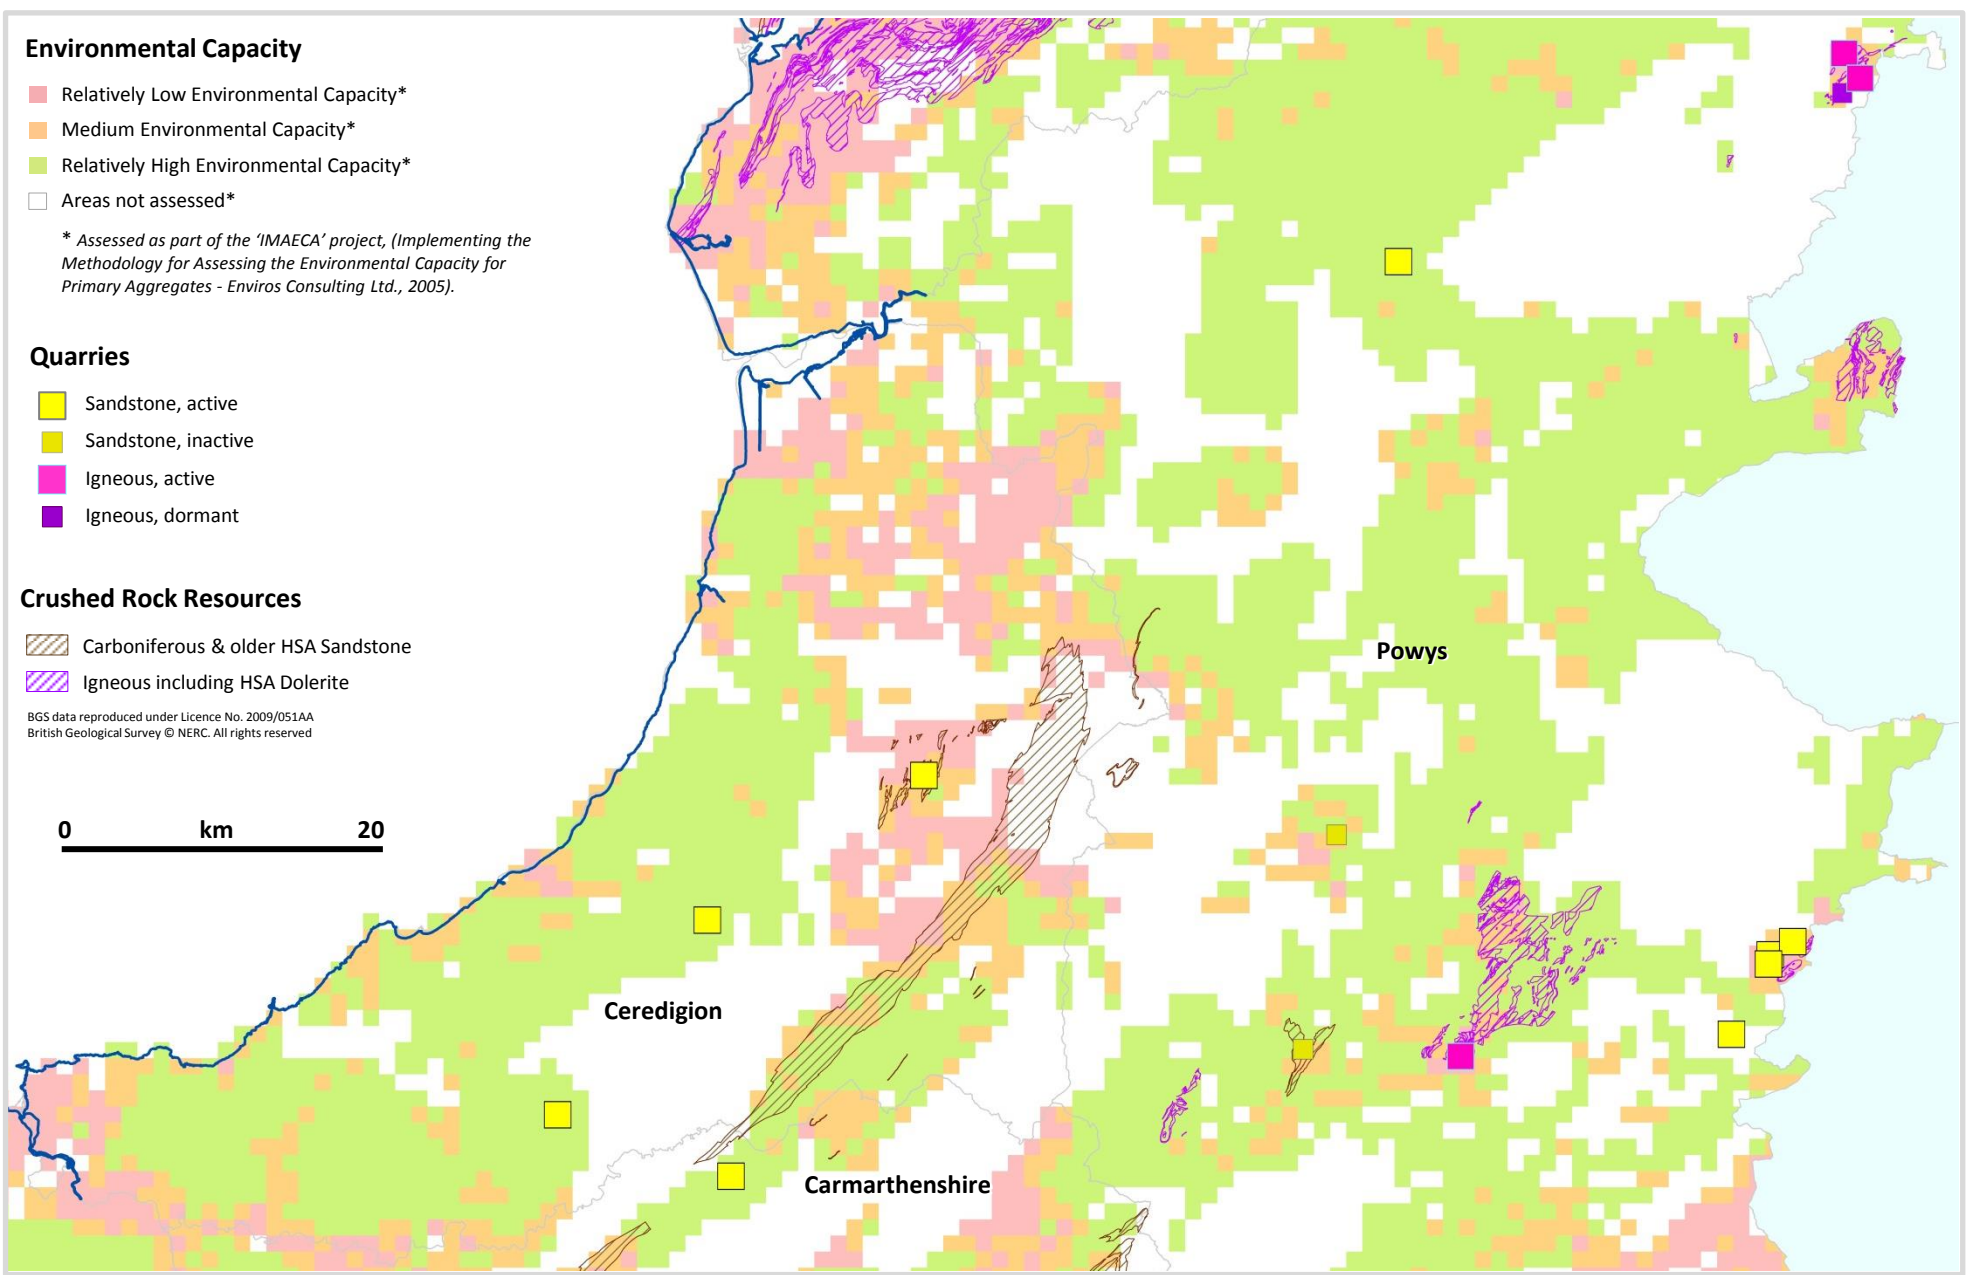 Environmental Capacity
Relatively Low Environmental Capacity*
Medium Environmental Capacity*
Relatively High Environmental Capacity*
Areas not assessed*
* Assessed as part of the ‘IMAECA’ project, (Implementing the
Methodology for Assessing the Environmental Capacity for
Primary Aggregates - Enviros Consulting Ltd., 2005).
Quarries
Sandstone, active
Sandstone, inactive
Igneous, active
Igneous, dormant
Crushed Rock Resources
Carboniferous & older HSA Sandstone
Igneous including HSA Dolerite
BGS data reproduced under Licence No. 2009/051AA
British Geological Survey © NERC. All rights reserved
0 km 20
Powys
Ceredigion
Carmarthenshire